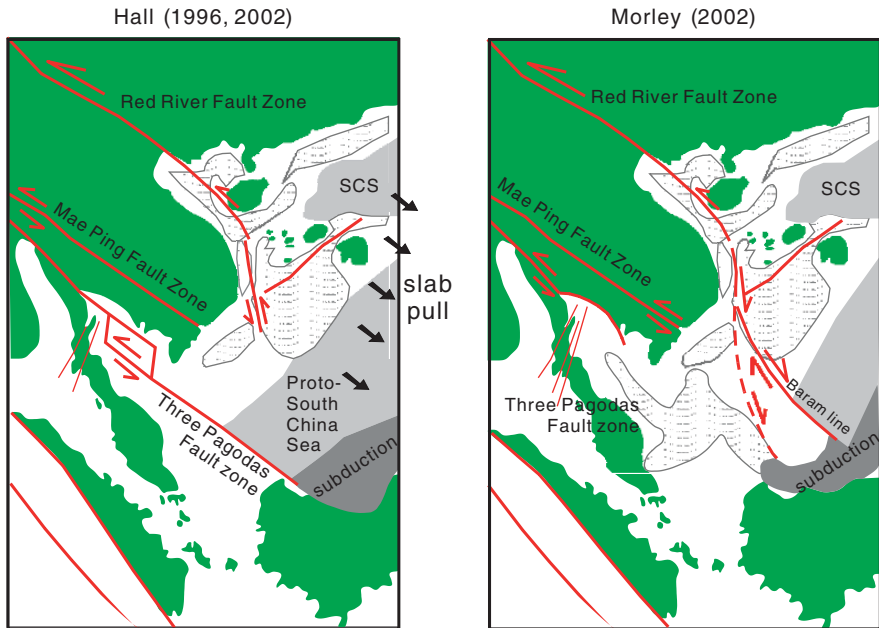 Hall (1996, 2002)
Red River Fault Zone
SCS
Mae Ping Fault Zone
slab
pull
Proto-
South
China
Sea
Three Pagodas
Fault zone
subduction
Morley (2002)
Red River Fault Zone
SCS
Mae Ping Fault Zone
Three Pagodas
Fault zone
Baram line
subduction